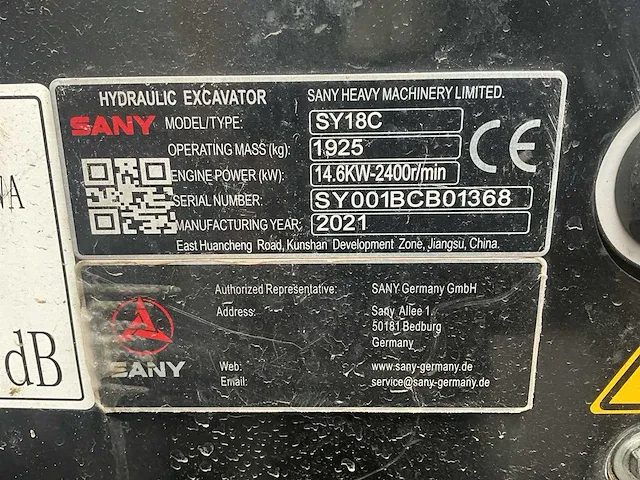 HYDRAULIC EXCAVATOR
SANY HEAVY MACHINERY LIMITED.
SANY
MODEL/TYPE: SY18C
OPERATING MASS (kg): 1925
ENGINE POWER (kW): 14.6KW-2400r/min
SERIAL NUMBER: SY001BCB01368
MANUFACTURING YEAR: 2021
East Huancheng Road, Kunshan Development Zone, Jiangsu, China.
CE
Authorized Representative: SANY Germany GmbH
Address: Sany Allee 1,
50181 Bedburg
Germany
SANY
Web: www.sany-germany.de
Email: service@sany-germany.de
dB